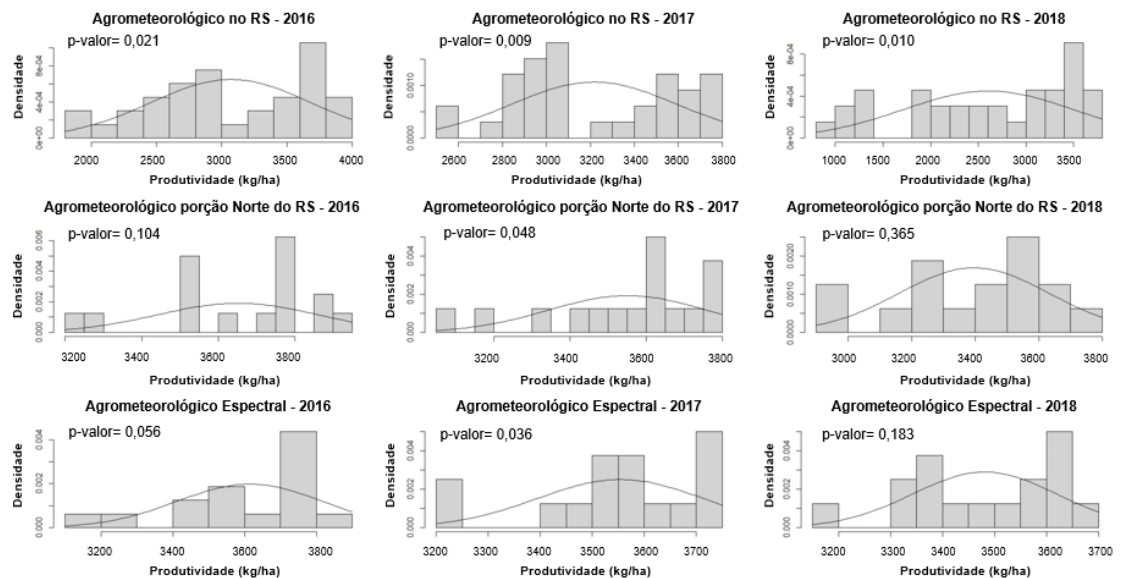 Agrometeorológico no RS - 2016
p-valor= 0,021
Densidade
0e+00 4e-04 8e-04
2000 2500 3000 3500 4000
Produtividade (kg/ha)
Agrometeorológico no RS - 2017
p-valor= 0,009
Densidade
0.0000 0.0010
2600 2800 3000 3200 3400 3600 3800
Produtividade (kg/ha)
Agrometeorológico no RS - 2018
p-valor= 0,010
Densidade
0e+00 4e-04 8e-04
1000 1500 2000 2500 3000 3500
Produtividade (kg/ha)
Agrometeorológico porção Norte do RS - 2016
p-valor= 0,104
Densidade
0.000 0.002 0.004 0.006
3200 3400 3600 3800
Produtividade (kg/ha)
Agrometeorológico porção Norte do RS - 2017
p-valor= 0,048
Densidade
0.000 0.002 0.004
3200 3400 3600 3800
Produtividade (kg/ha)
Agrometeorológico porção Norte do RS - 2018
p-valor= 0,365
Densidade
0.0000 0.0010 0.0020
3000 3200 3400 3600 3800
Produtividade (kg/ha)
Agrometeorológico Espectral - 2016
p-valor= 0,056
Densidade
0.000 0.002 0.004
3200 3400 3600 3800
Produtividade (kg/ha)
Agrometeorológico Espectral - 2017
p-valor= 0,036
Densidade
0.000 0.002 0.004
3200 3300 3400 3500 3600 3700
Produtividade (kg/ha)
Agrometeorológico Espectral - 2018
p-valor= 0,183
Densidade
0.000 0.002 0.004
3200 3300 3400 3500 3600 3700
Produtividade (kg/ha)